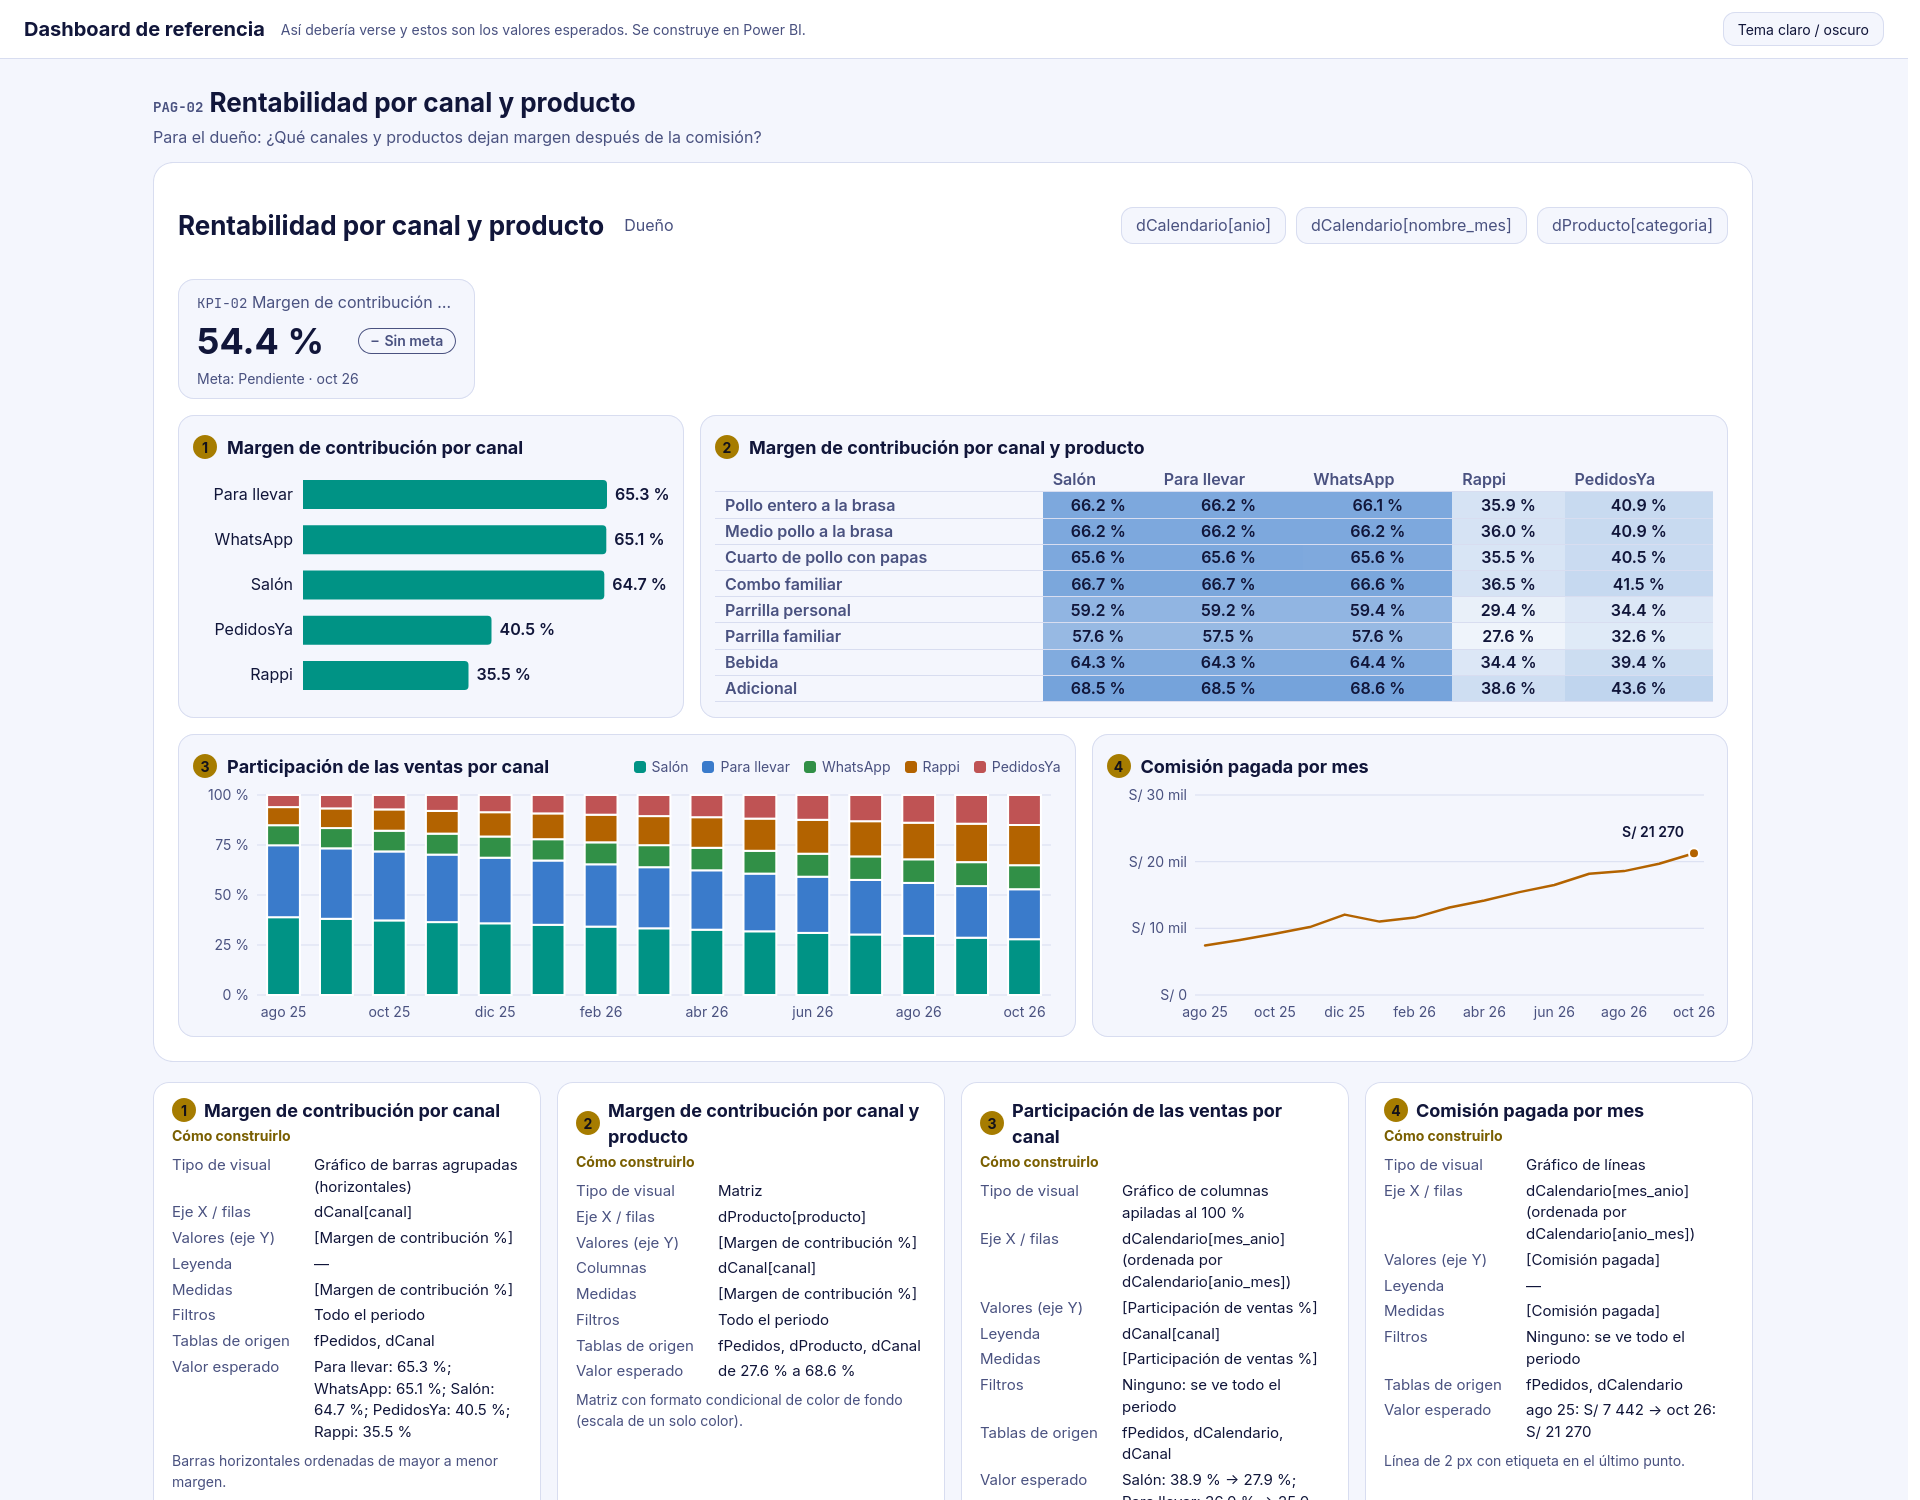 Dashboard de referencia Así debería verse y estos son los valores esperados. Se construye en Power BI. Tema claro / oscuro
PAG-02 Rentabilidad por canal y producto
Para el dueño: ¿Qué canales y productos dejan margen después de la comisión?
Rentabilidad por canal y producto Dueño dCalendario[anio] dCalendario[nombre_mes] dProducto[categoria]
KPI-02 Margen de contribución ...
54.4 % – Sin meta
Meta: Pendiente · oct 26
1 Margen de contribución por canal
Para llevar 65.3 %
WhatsApp 65.1 %
Salón 64.7 %
PedidosYa 40.5 %
Rappi 35.5 %
2 Margen de contribución por canal y producto
Salón Para llevar WhatsApp Rappi PedidosYa
Pollo entero a la brasa 66.2 % 66.2 % 66.1 % 35.9 % 40.9 %
Medio pollo a la brasa 66.2 % 66.2 % 66.2 % 36.0 % 40.9 %
Cuarto de pollo con papas 65.6 % 65.6 % 65.6 % 35.5 % 40.5 %
Combo familiar 66.7 % 66.7 % 66.6 % 36.5 % 41.5 %
Parrilla personal 59.2 % 59.2 % 59.4 % 29.4 % 34.4 %
Parrilla familiar 57.6 % 57.5 % 57.6 % 27.6 % 32.6 %
Bebida 64.3 % 64.3 % 64.4 % 34.4 % 39.4 %
Adicional 68.5 % 68.5 % 68.6 % 38.6 % 43.6 %
3 Participación de las ventas por canal Salón Para llevar WhatsApp Rappi PedidosYa
100 %
75 %
50 %
25 %
0 %
ago 25 oct 25 dic 25 feb 26 abr 26 jun 26 ago 26 oct 26
4 Comisión pagada por mes
S/ 30 mil
S/ 21 270
S/ 20 mil
S/ 10 mil
S/ 0
ago 25 oct 25 dic 25 feb 26 abr 26 jun 26 ago 26 oct 26
1 Margen de contribución por canal
Cómo construirlo
Tipo de visual Gráfico de barras agrupadas
(horizontales)
Eje X / filas dCanal[canal]
Valores (eje Y) [Margen de contribución %]
Leyenda —
Medidas [Margen de contribución %]
Filtros Todo el periodo
Tablas de origen fPedidos, dCanal
Valor esperado Para llevar: 65.3 %;
WhatsApp: 65.1 %; Salón:
64.7 %; PedidosYa: 40.5 %;
Rappi: 35.5 %
Barras horizontales ordenadas de mayor a menor
margen.
2 Margen de contribución por canal y
producto
Cómo construirlo
Tipo de visual Matriz
Eje X / filas dProducto[producto]
Valores (eje Y) [Margen de contribución %]
Columnas dCanal[canal]
Medidas [Margen de contribución %]
Filtros Todo el periodo
Tablas de origen fPedidos, dProducto, dCanal
Valor esperado de 27.6 % a 68.6 %
Matriz con formato condicional de color de fondo
(escala de un solo color).
3 Participación de las ventas por
canal
Cómo construirlo
Tipo de visual Gráfico de columnas
apiladas al 100 %
Eje X / filas dCalendario[mes_anio]
(ordenada por
dCalendario[anio_mes])
Valores (eje Y) [Participación de ventas %]
Leyenda dCanal[canal]
Medidas [Participación de ventas %]
Filtros Ninguno: se ve todo el
periodo
Tablas de origen fPedidos, dCalendario,
dCanal
Valor esperado Salón: 38.9 % → 27.9 %;
4 Comisión pagada por mes
Cómo construirlo
Tipo de visual Gráfico de líneas
Eje X / filas dCalendario[mes_anio]
(ordenada por
dCalendario[anio_mes])
Valores (eje Y) [Comisión pagada]
Leyenda —
Medidas [Comisión pagada]
Filtros Ninguno: se ve todo el
periodo
Tablas de origen fPedidos, dCalendario
Valor esperado ago 25: S/ 7 442 → oct 26:
S/ 21 270
Línea de 2 px con etiqueta en el último punto.